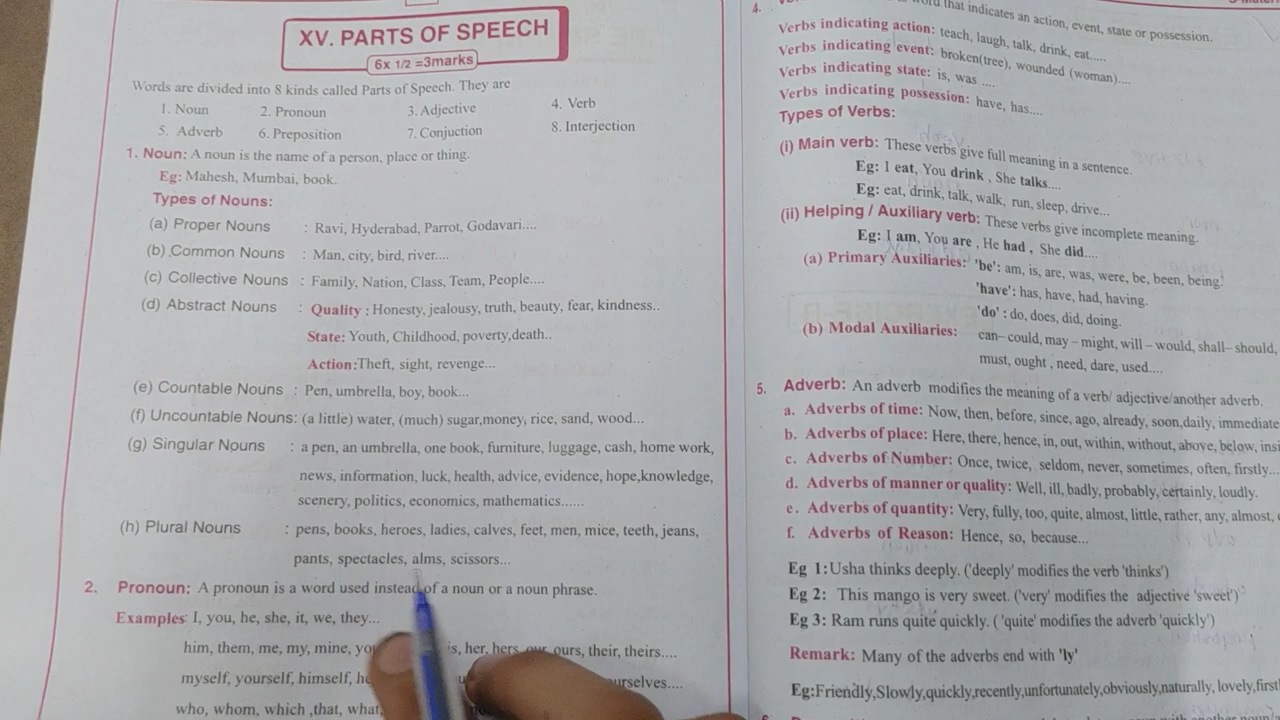 XV. PARTS OF SPEECH
6x 1/2 =3marks
Words are divided into 8 kinds called Parts of Speech. They are
1. Noun 2. Pronoun 3. Adjective 4. Verb
5. Adverb 6. Preposition 7. Conjuction 8. Interjection
1. Noun: A noun is the name of a person, place or thing.
Eg: Mahesh, Mumbai, book.
Types of Nouns:
(a) Proper Nouns : Ravi, Hyderabad, Parrot, Godavari....
(b) Common Nouns : Man, city, bird, river....
(c) Collective Nouns : Family, Nation, Class, Team, People....
(d) Abstract Nouns : Quality : Honesty, jealousy, truth, beauty, fear, kindness..
State: Youth, Childhood, poverty,death..
Action:Theft, sight, revenge...
(e) Countable Nouns : Pen, umbrella, boy, book...
(f) Uncountable Nouns: (a little) water, (much) sugar,money, rice, sand, wood...
(g) Singular Nouns : a pen, an umbrella, one book, furniture, luggage, cash, home work,
news, information, luck, health, advice, evidence, hope,knowledge,
scenery, politics, economics, mathematics......
(h) Plural Nouns : pens, books, heroes, ladies, calves, feet, men, mice, teeth, jeans,
pants, spectacles, alms, scissors...
2. Pronoun: A pronoun is a word used instead of a noun or a noun phrase.
Examples: I, you, he, she, it, we, they...
him, them, me, my, mine, her, hers, our, ours, their, theirs....
myself, yourself, himself,
who, whom, which ,that, what,
4. that indicates an action, event, state or possession.
Verbs indicating action: teach, laugh, talk, drink, eat.....
Verbs indicating event: broken(tree), wounded (woman)....
Verbs indicating state: is, was ....
Verbs indicating possession: have, has....
Types of Verbs:
(i) Main verb: These verbs give full meaning in a sentence.
Eg: I eat, You drink , She talks....
Eg: eat, drink, talk, walk, run, sleep, drive...
(ii) Helping / Auxiliary verb: These verbs give incomplete meaning.
Eg: I am, You are , He had , She did....
(a) Primary Auxiliaries: 'be': am, is, are, was, were, be, been, being.
'have': has, have, had, having.
'do' : do, does, did, doing.
(b) Modal Auxiliaries: can– could, may – might, will – would, shall– should,
must, ought , need, dare, used....
5. Adverb: An adverb modifies the meaning of a verb/ adjective/another adverb.
a. Adverbs of time: Now, then, before, since, ago, already, soon,daily, immediate
b. Adverbs of place: Here, there, hence, in, out, within, without, above, below,
c. Adverbs of Number: Once, twice, seldom, never, sometimes, often, firstly...
d. Adverbs of manner or quality: Well, ill, badly, probably, certainly, loudly.
e. Adverbs of quantity: Very, fully, too, quite, almost, little, rather, any, almost,
f. Adverbs of Reason: Hence, so, because...
Eg 1:Usha thinks deeply. ('deeply' modifies the verb 'thinks')
Eg 2: This mango is very sweet. ('very' modifies the adjective 'sweet')
Eg 3: Ram runs quite quickly. ( 'quite' modifies the adverb 'quickly')
Remark: Many of the adverbs end with 'ly'
Eg:Friendly,Slowly,quickly,recently,unfortunately,obviously,naturally, lovely,